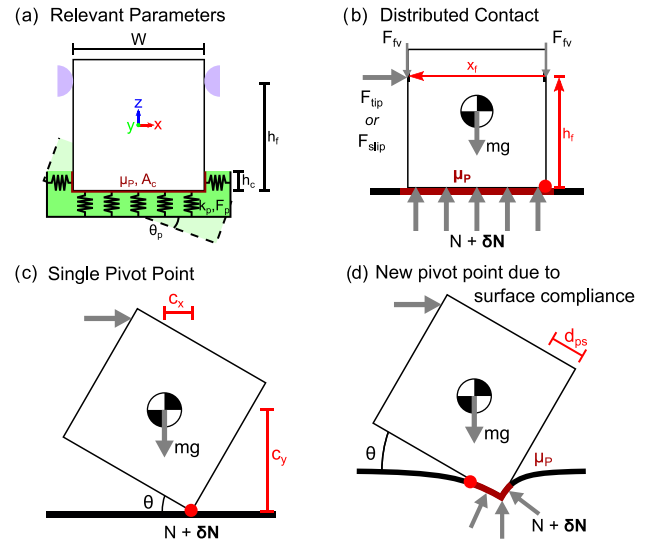 (a) Relevant Parameters
W
z
y x
h_f
μ_P, A_c
h_c
k_p, F_p
θ_p
(b) Distributed Contact
F_fv F_fv
x_f
F_tip
or
F_slip
mg
h_f
μ_P
N + δN
(c) Single Pivot Point
c_x
mg
c_y
θ
N + δN
(d) New pivot point due to
surface compliance
d_ps
mg
θ
μ_P
N + δN